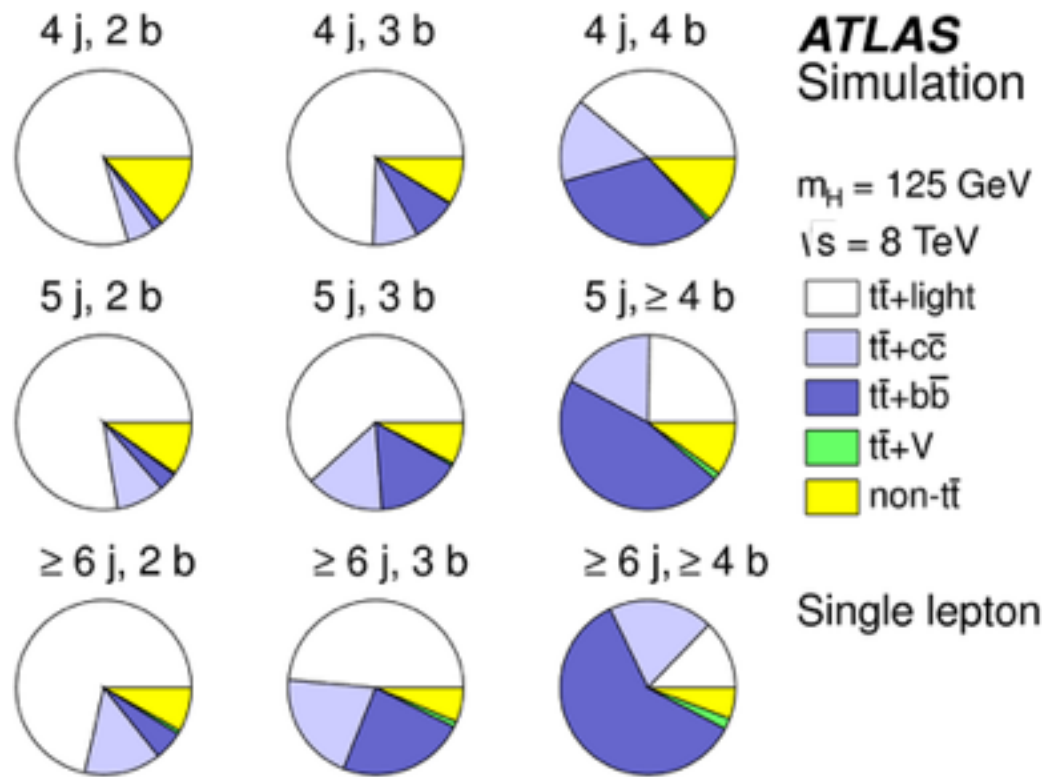 4 j, 2 b
4 j, 3 b
4 j, 4 b
ATLAS
Simulation
m_H = 125 GeV
√s = 8 TeV
5 j, 2 b
5 j, 3 b
5 j, ≥ 4 b
tt̄+light
tt̄+cc̄
tt̄+bb̄
tt̄+V
non-tt̄
≥ 6 j, 2 b
≥ 6 j, 3 b
≥ 6 j, ≥ 4 b
Single lepton